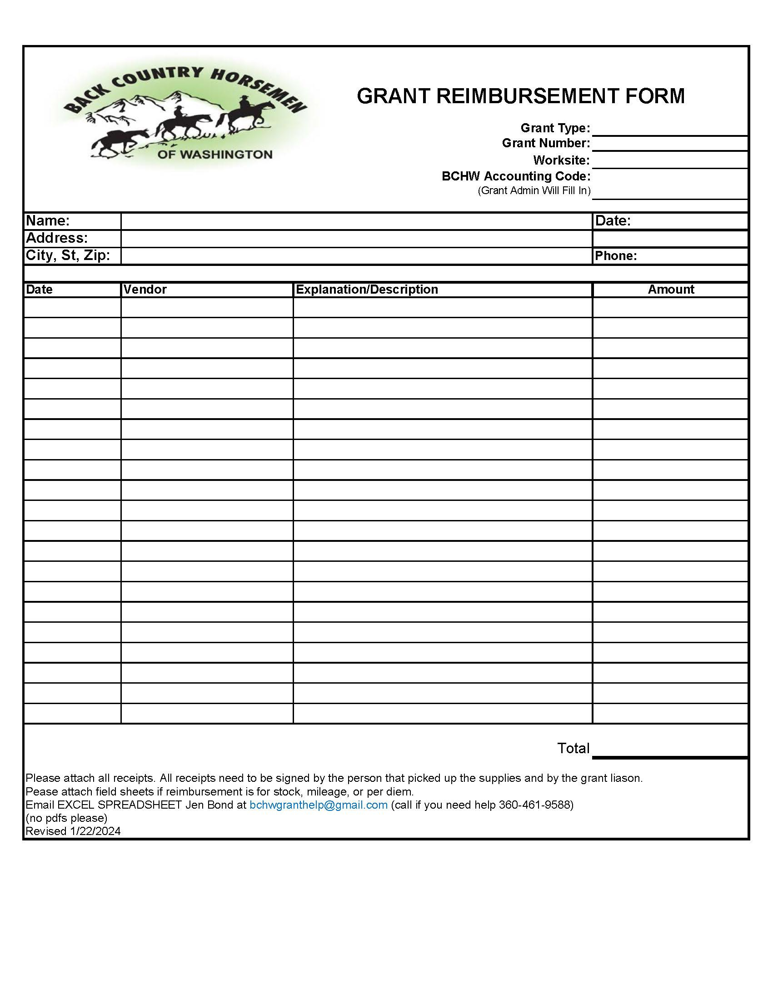 BACK COUNTRY HORSEMEN
OF WASHINGTON
GRANT REIMBURSEMENT FORM
Grant Type:
Grant Number:
Worksite:
BCHW Accounting Code:
(Grant Admin Will Fill In)
Name: Date:
Address:
City, St, Zip: Phone:
Date Vendor Explanation/Description Amount
Total
Please attach all receipts. All receipts need to be signed by the person that picked up the supplies and by the grant liason.
Pease attach field sheets if reimbursement is for stock, mileage, or per diem.
Email EXCEL SPREADSHEET Jen Bond at bchwgranthelp@gmail.com (call if you need help 360-461-9588)
(no pdfs please)
Revised 1/22/2024